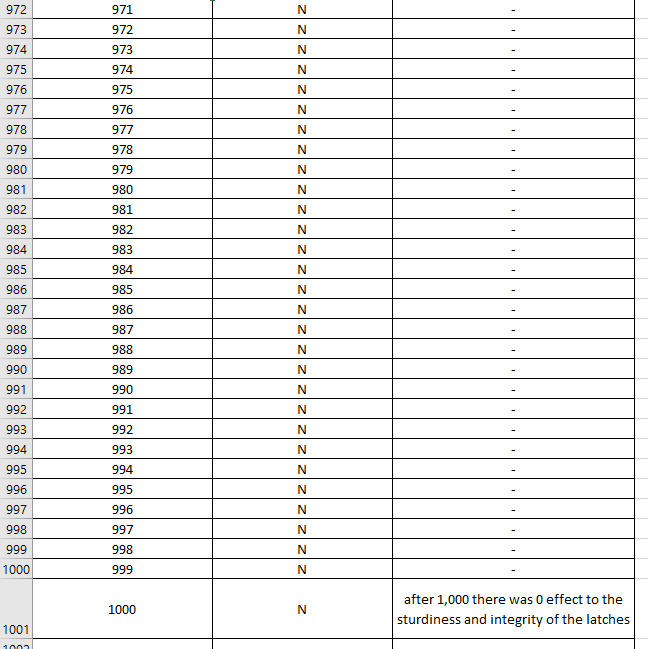 972 971 N -
973 972 N -
974 973 N -
975 974 N -
976 975 N -
977 976 N -
978 977 N -
979 978 N -
980 979 N -
981 980 N -
982 981 N -
983 982 N -
984 983 N -
985 984 N -
986 985 N -
987 986 N -
988 987 N -
989 988 N -
990 989 N -
991 990 N -
992 991 N -
993 992 N -
994 993 N -
995 994 N -
996 995 N -
997 996 N -
998 997 N -
999 998 N -
1000 999 N -
after 1,000 there was 0 effect to the
1000 N
sturdiness and integrity of the latches
1001
1002